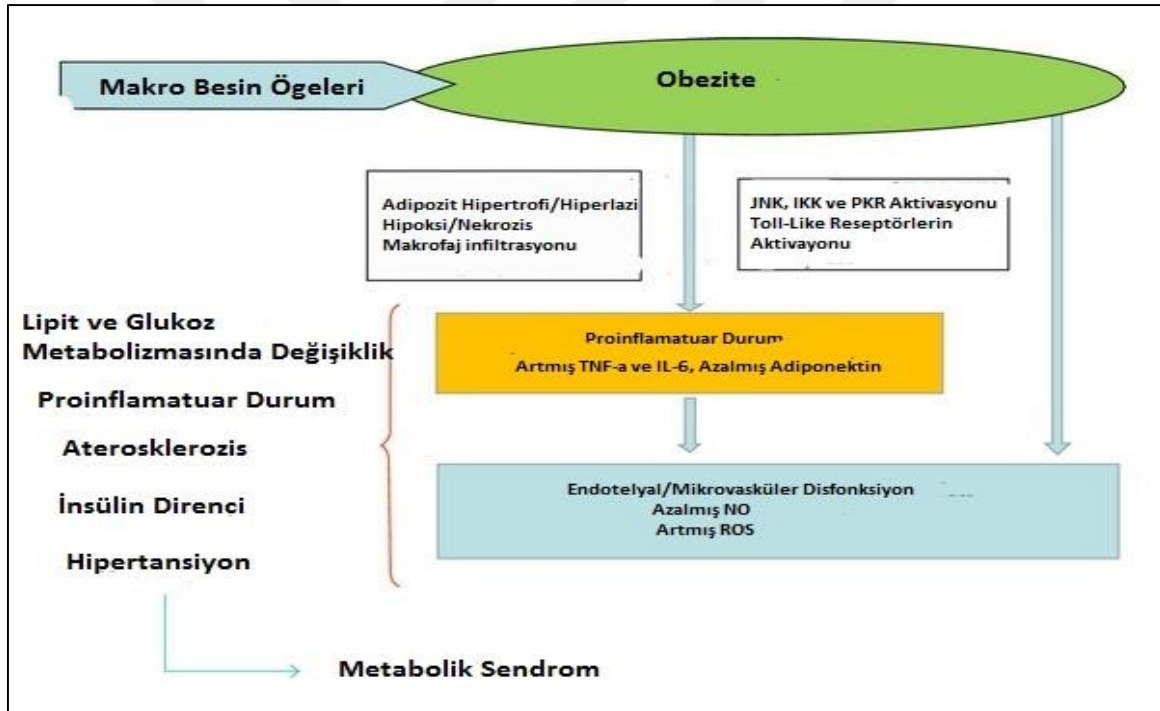 Makro Besin Ögeleri
Obezite
Adipozit Hipertrofi/Hiperlazi
Hipoksi/Nekrozis
Makrofaj infiltrasyonu
JNK, IKK ve PKR Aktivasyonu
Toll-Like Reseptörlerin
Aktivayonu
Lipit ve Glukoz
Metabolizmasında Değişiklik
Proinflamatuar Durum
Aterosklerozis
İnsülin Direnci
Hipertansiyon
Proinflamatuar Durum
Artmış TNF-a ve IL-6, Azalmış Adiponektin
Endotelyal/Mikrovasküler Disfonksiyon
Azalmış NO
Artmış ROS
Metabolik Sendrom